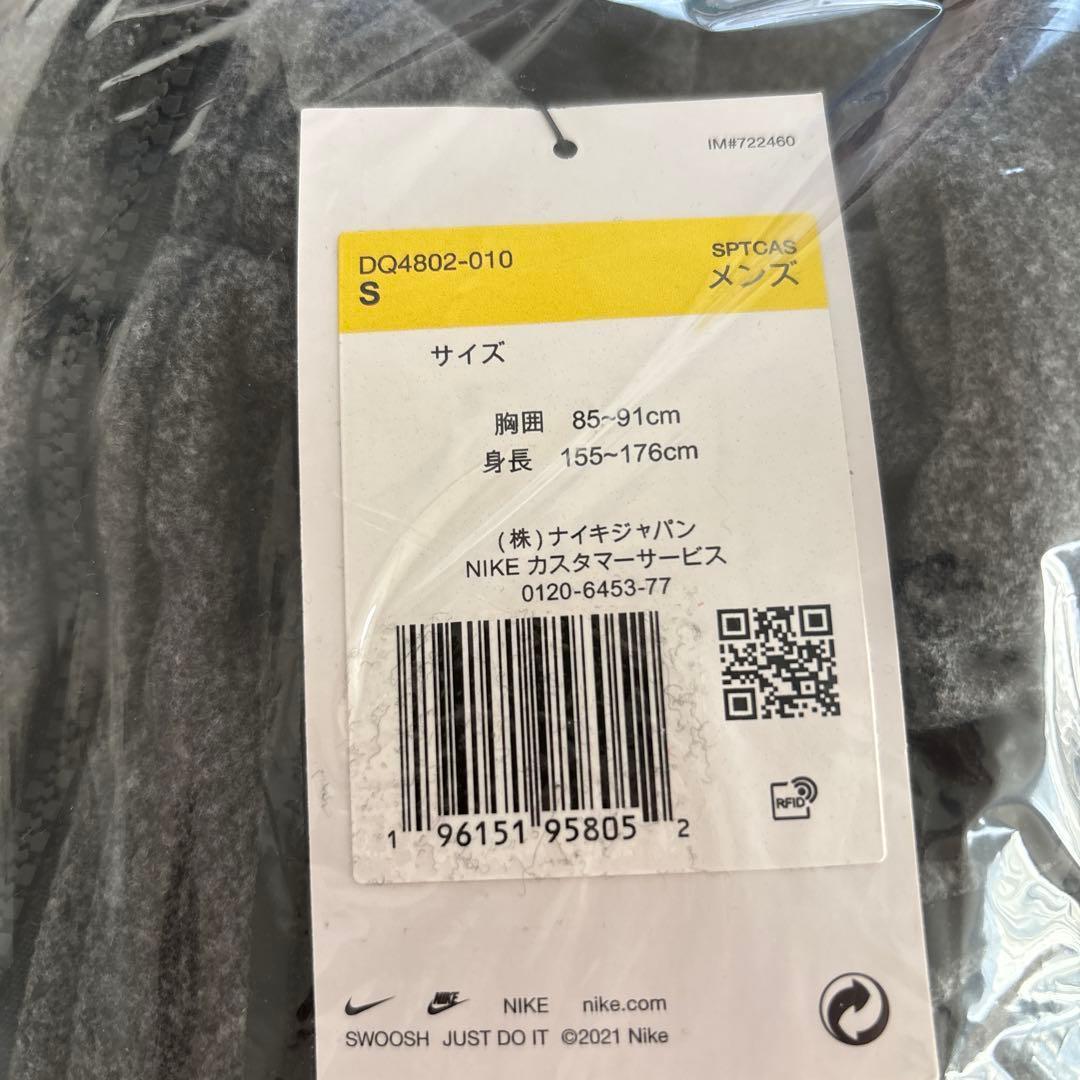 IM#722460
DQ4802-010 SPTCAS
S メンズ
サイズ
胸囲 85~91cm
身長 155~176cm
(株)ナイキジャパン
NIKE カスタマーサービス
0120-6453-77
RFID
1 96151 95805 2
NIKE NIKE nike.com
SWOOSH JUST DO IT ©2021 Nike